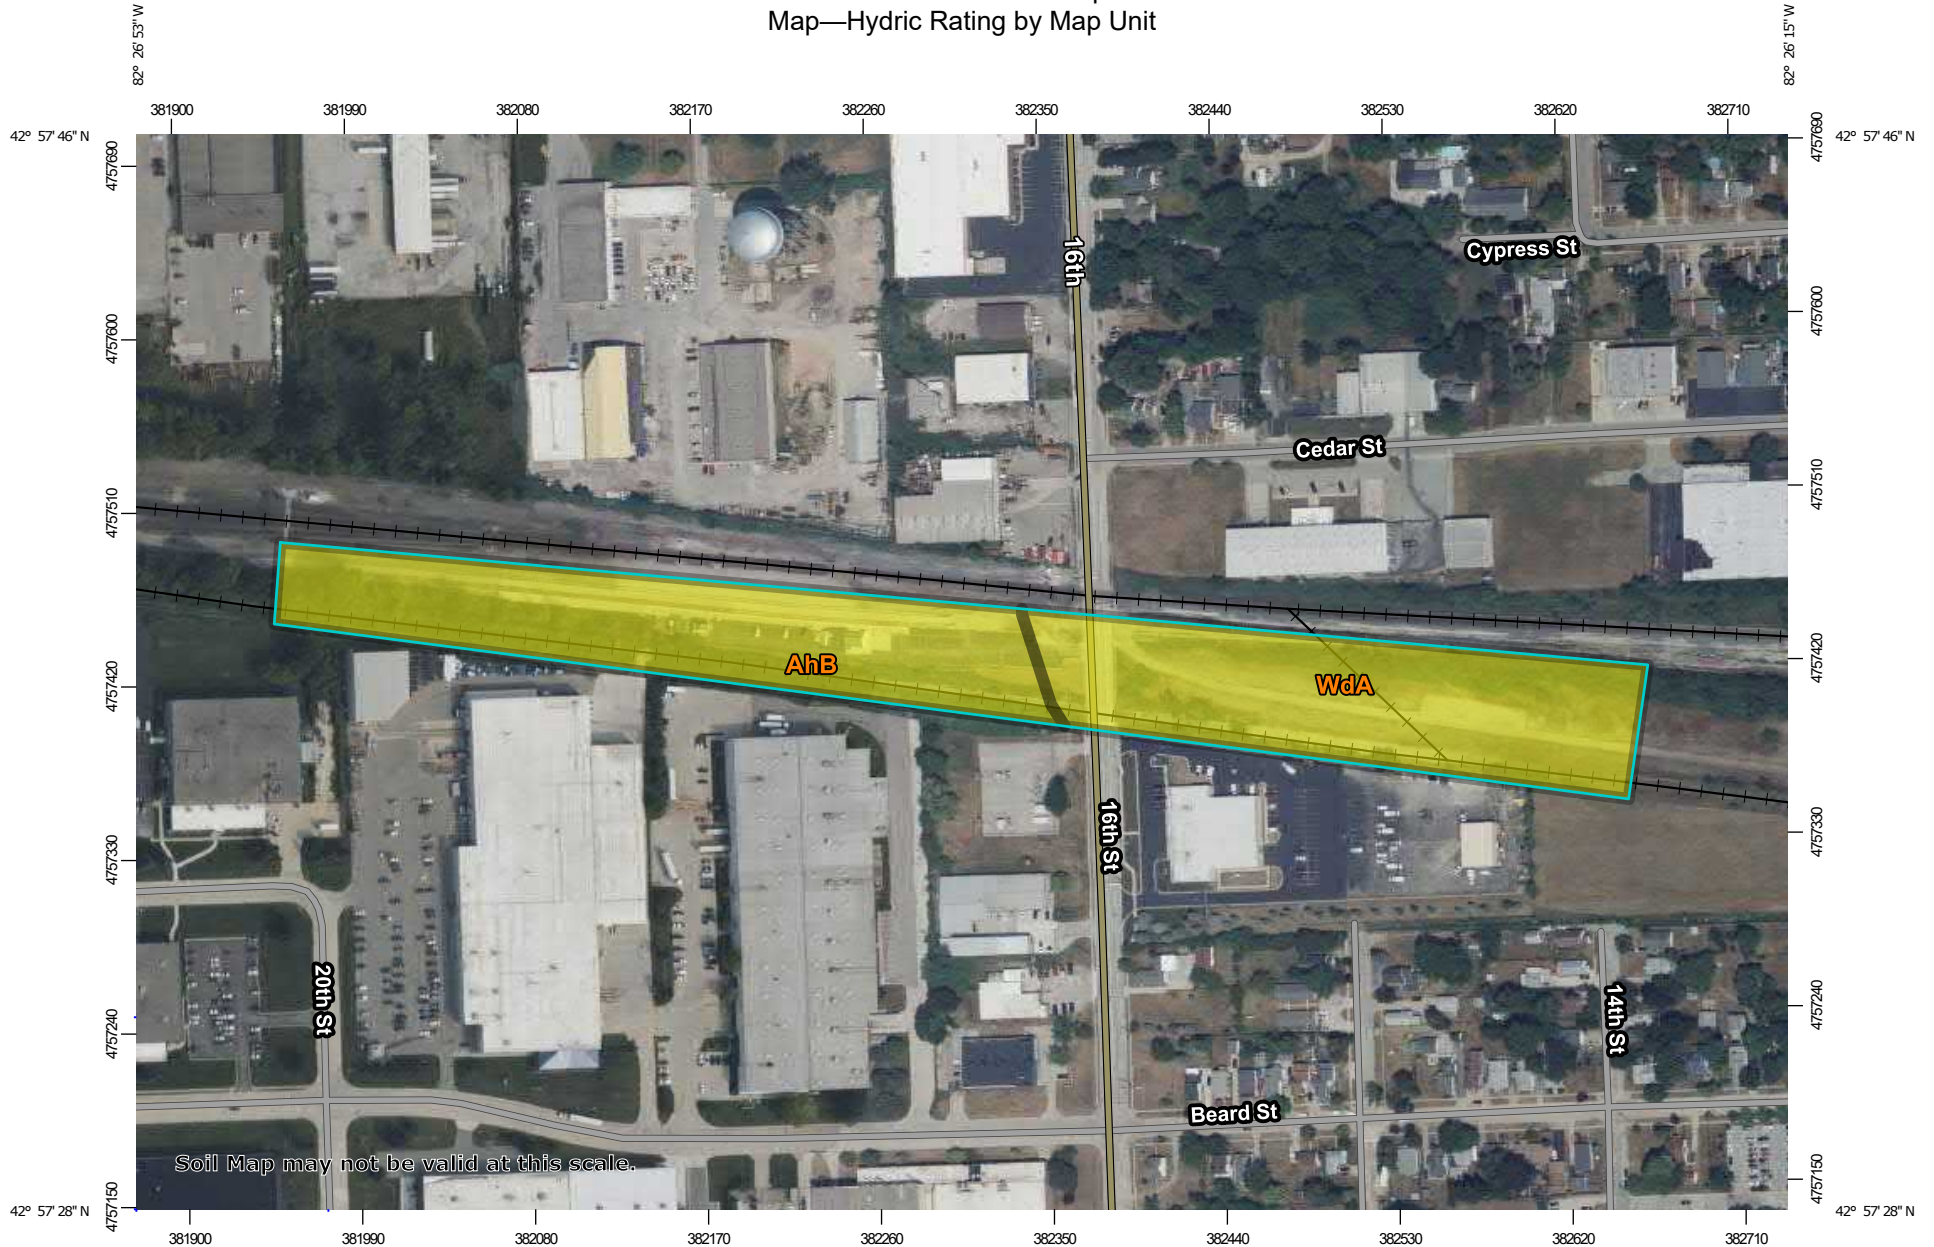 Map—Hydric Rating by Map Unit
82° 26' 53" W
82° 26' 15" W
381900 381990 382080 382170 382260 382350 382440 382530 382620 382710
42° 57' 46" N
42° 57' 46" N
4757690
4757690
16th
Cypress St
4757600
4757600
Cedar St
4757510
4757510
AhB
WdA
4757420
4757420
16th St
4757330
4757330
20th St
14th St
4757240
4757240
Beard St
Soil Map may not be valid at this scale.
4757150
4757150
42° 57' 28" N
42° 57' 28" N
381900 381990 382080 382170 382260 382350 382440 382530 382620 382710